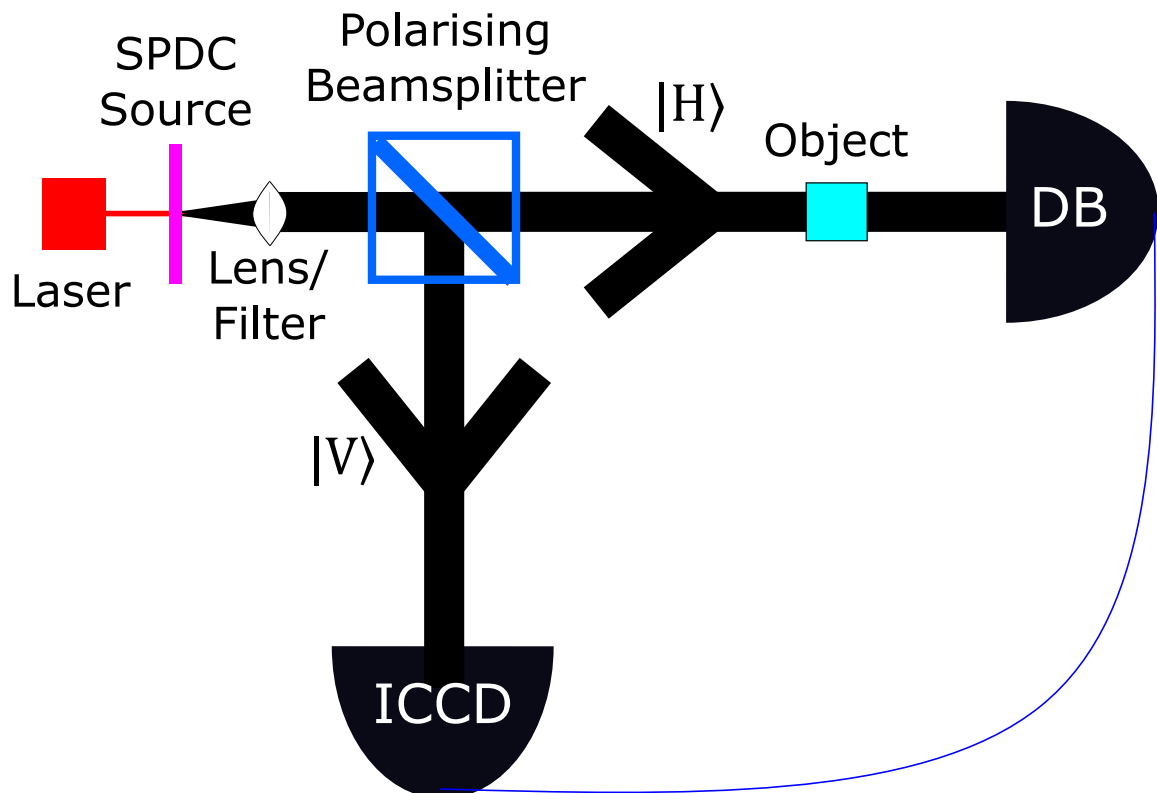 Polarising
Beamsplitter
SPDC
Source
|H⟩
Object
DB
Laser
Lens/
Filter
|V⟩
ICCD